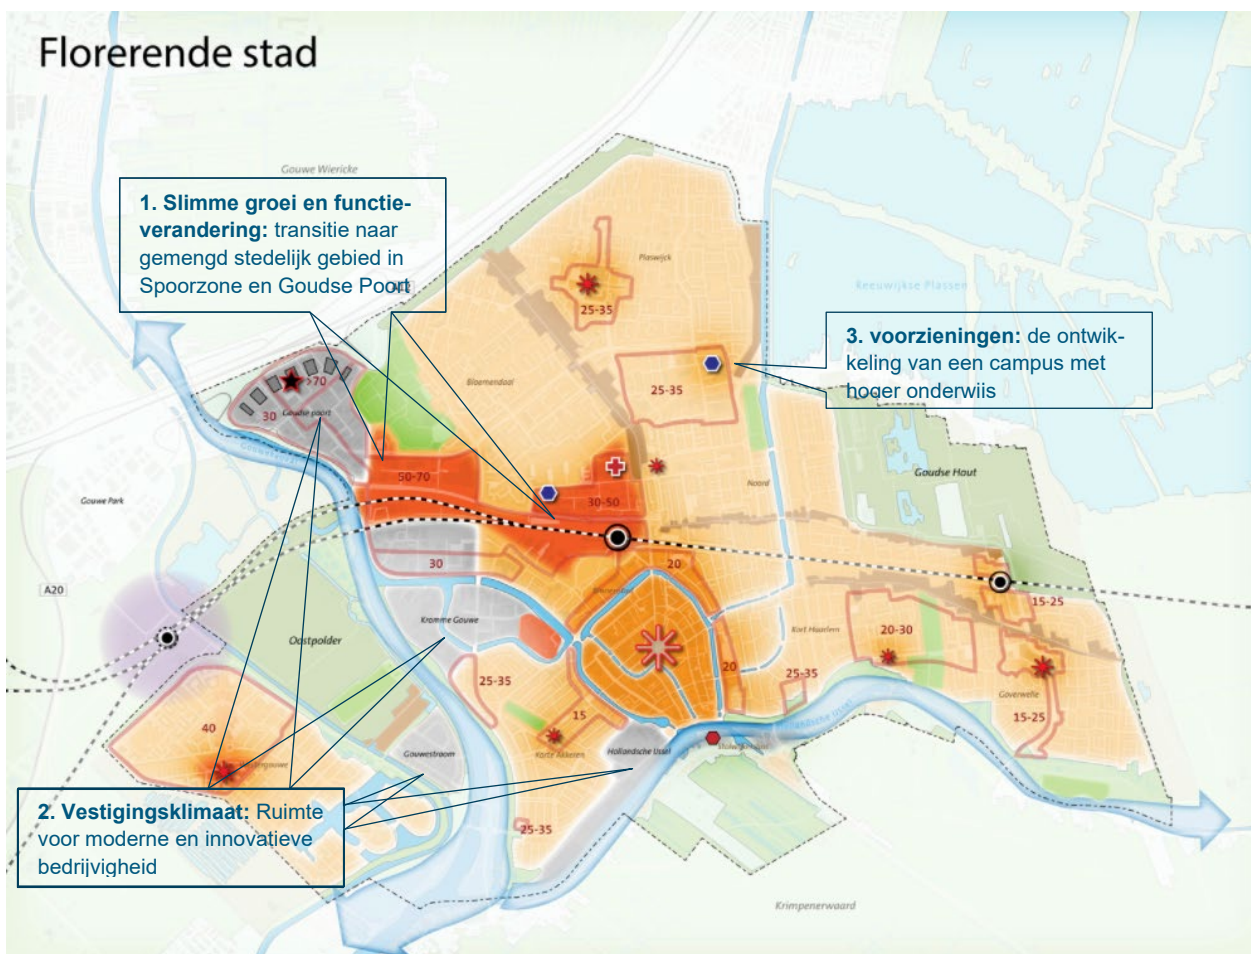 Florerende stad
Gouwe Wiericke
1. Slimme groei en functie-
verandering: transitie naar
gemengd stedelijk gebied in
Spoorzone en Goudse Poort
Plaswijck
25-35
Reeuwijkse Plassen
3. voorzieningen: de ontwik-
keling van een campus met
hoger onderwijs
>70
30
Goudse poort
Bloemendaal
25-35
50-70
30-50
Noord
Goudse Hout
Gouwe Park
A20
30
20
15-25
Kromme Gouwe
Oostpolder
Kort Haarlem
20-30
25-35
20
25-35
Goverwelle
15-25
15
40
Westergouwe
Gouwestroom
Korte Akkeren
Hollandsche IJssel
Hollandsche IJssel
2. Vestigingsklimaat: Ruimte
voor moderne en innovatieve
bedrijvigheid
25-35
Krimpenerwaard